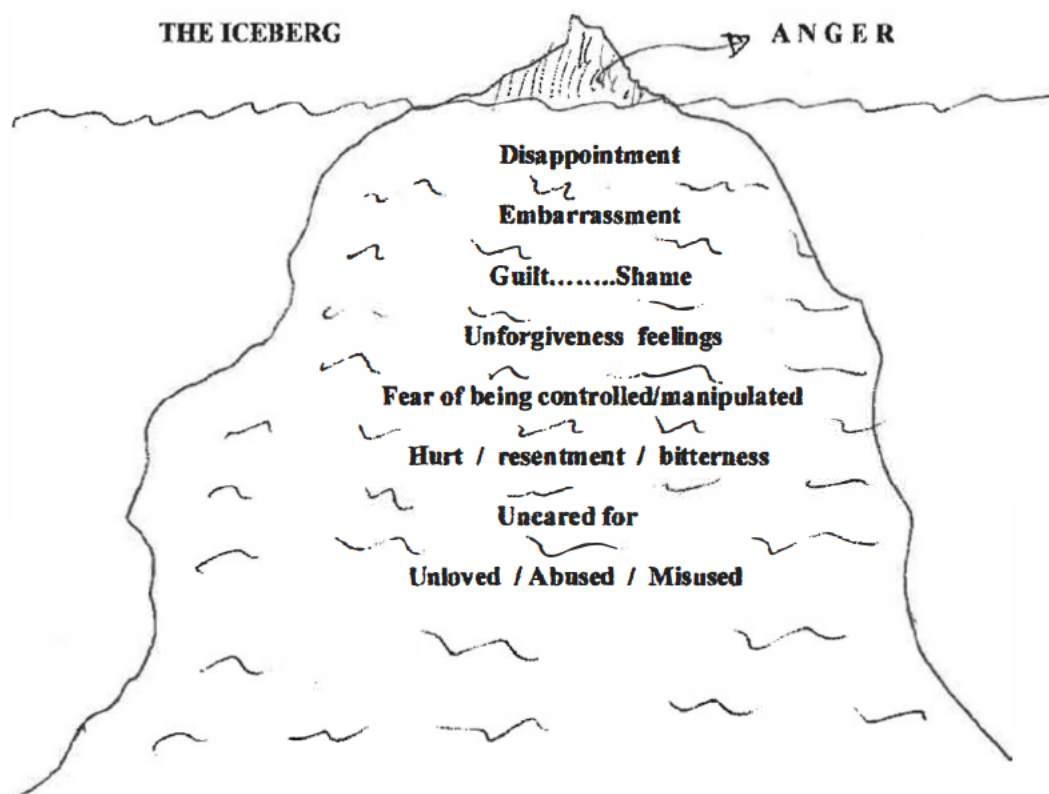 THE ICEBERG
ANGER
Disappointment
Embarrassment
Guilt........Shame
Unforgiveness feelings
Fear of being controlled/manipulated
Hurt / resentment / bitterness
Uncared for
Unloved / Abused / Misused